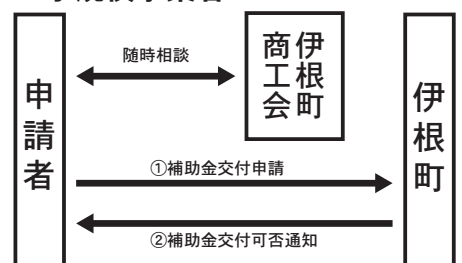 随時相談
伊根町
商工会
申請者
伊根町
①補助金交付申請
②補助金交付可否通知